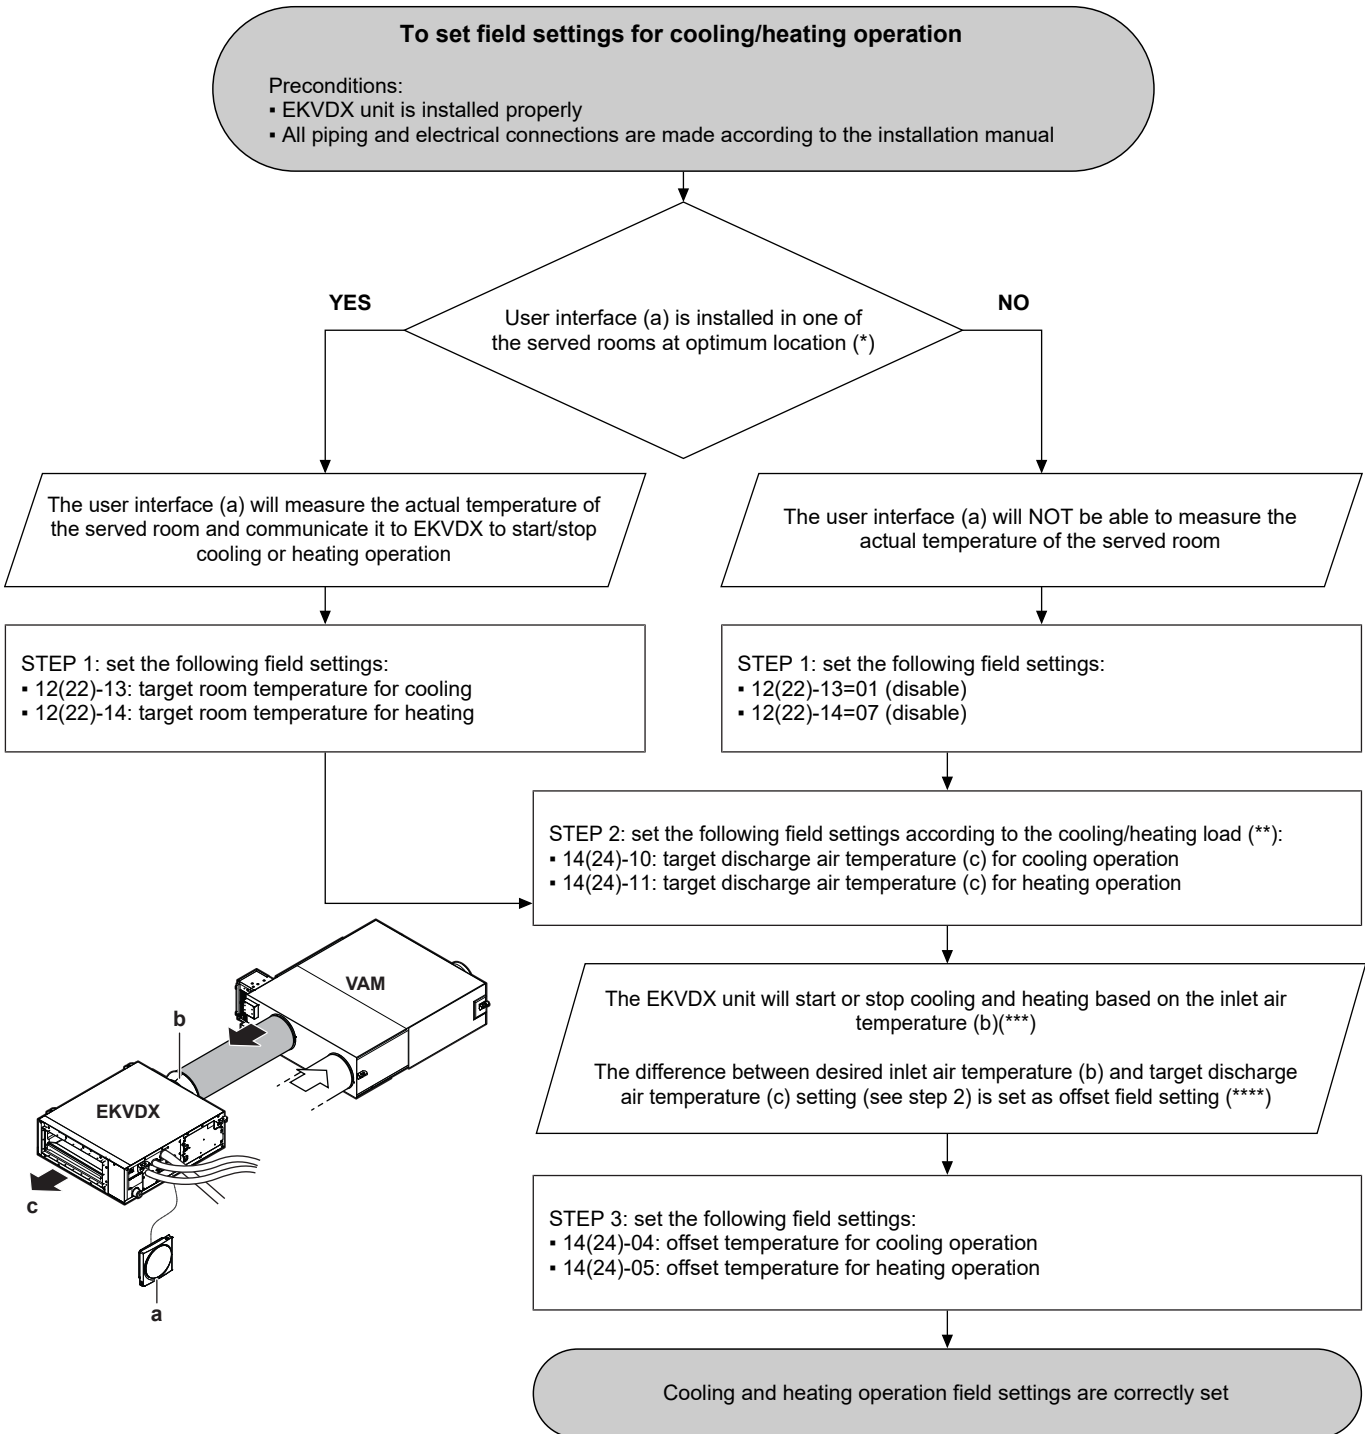 To set field settings for cooling/heating operation
Preconditions:
▪ EKVDX unit is installed properly
▪ All piping and electrical connections are made according to the installation manual
YES
NO
User interface (a) is installed in one of
the served rooms at optimum location (*)
The user interface (a) will measure the actual temperature of
the served room and communicate it to EKVDX to start/stop
cooling or heating operation
The user interface (a) will NOT be able to measure the
actual temperature of the served room
STEP 1: set the following field settings:
▪ 12(22)-13: target room temperature for cooling
▪ 12(22)-14: target room temperature for heating
STEP 1: set the following field settings:
▪ 12(22)-13=01 (disable)
▪ 12(22)-14=07 (disable)
STEP 2: set the following field settings according to the cooling/heating load (**):
▪ 14(24)-10: target discharge air temperature (c) for cooling operation
▪ 14(24)-11: target discharge air temperature (c) for heating operation
The EKVDX unit will start or stop cooling and heating based on the inlet air
temperature (b)(***)
The difference between desired inlet air temperature (b) and target discharge
air temperature (c) setting (see step 2) is set as offset field setting (****)
VAM
b
EKVDX
c
a
STEP 3: set the following field settings:
▪ 14(24)-04: offset temperature for cooling operation
▪ 14(24)-05: offset temperature for heating operation
Cooling and heating operation field settings are correctly set